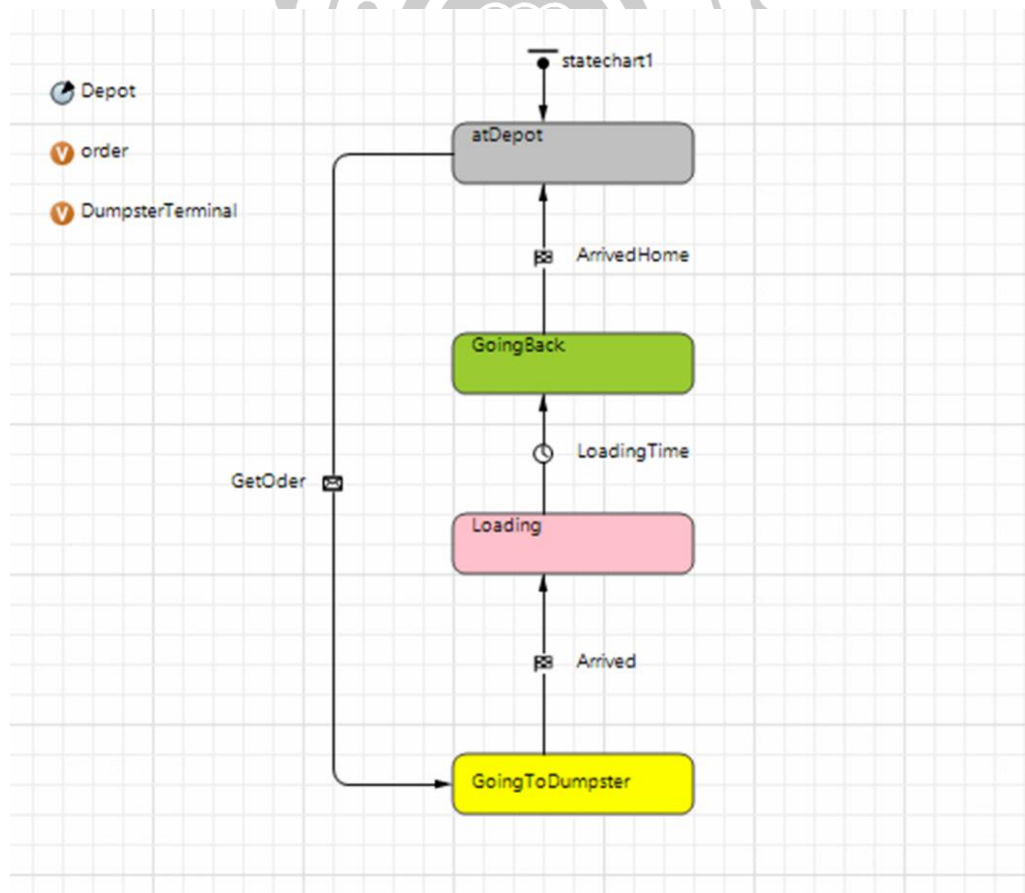 statechart1
Depot
atDepot
order
DumpsterTerminal
ArrivedHome
GoingBack
LoadingTime
GetOder
Loading
Arrived
GoingToDumpster